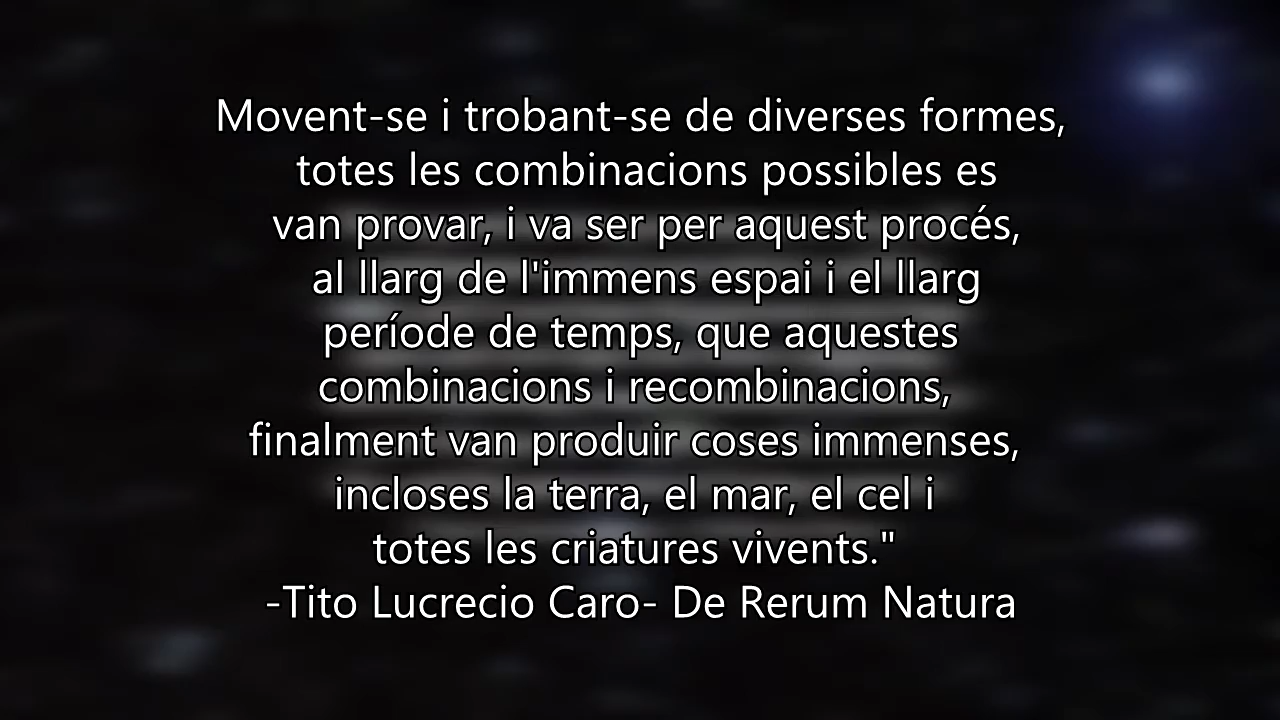 Movent-se i trobant-se de diverses formes,
totes les combinacions possibles es
van provar, i va ser per aquest procés,
al llarg de l'immens espai i el llarg
període de temps, que aquestes
combinacions i recombinacions,
finalment van produir coses immenses,
incloses la terra, el mar, el cel i
totes les criatures vivents."
-Tito Lucrecio Caro- De Rerum Natura